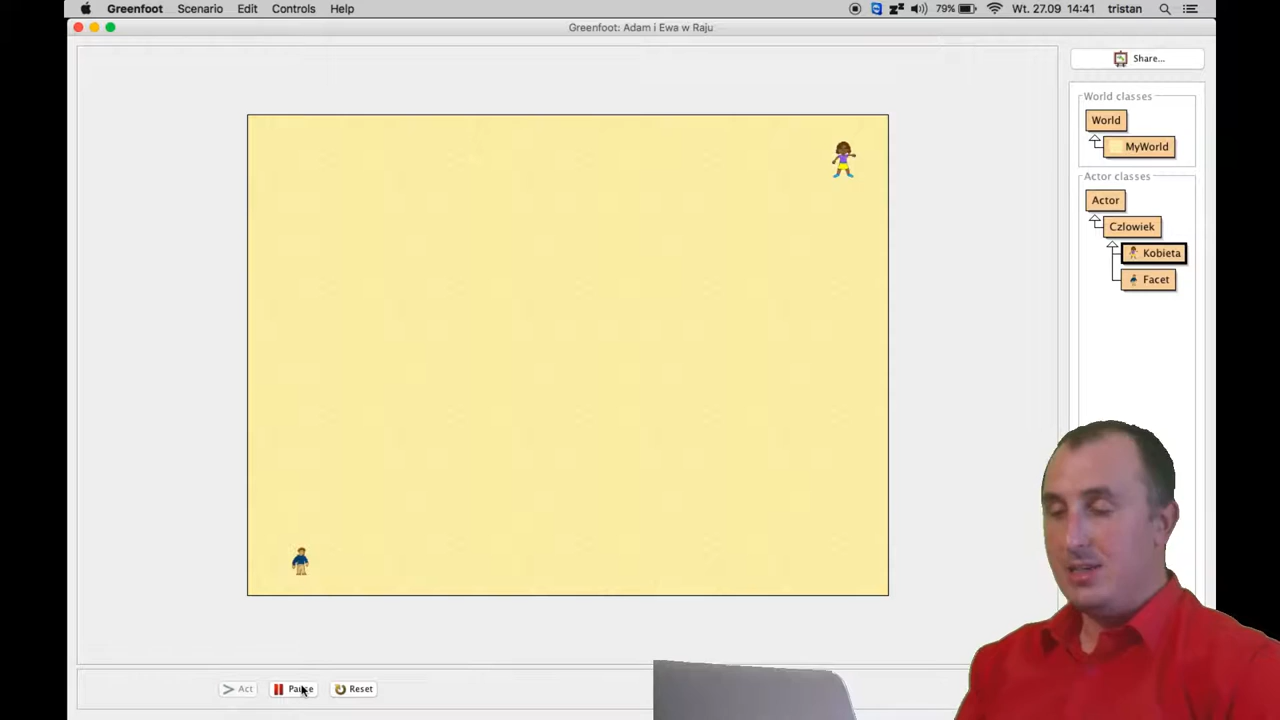 Greenfoot Scenario Edit Controls Help 79% Wt. 27.09 14:41 tristan
Greenfoot: Adam i Ewa w Raju
Share...
World classes
World
MyWorld
Actor classes
Actor
Czlowiek
Kobieta
Facet
Act Pause Reset